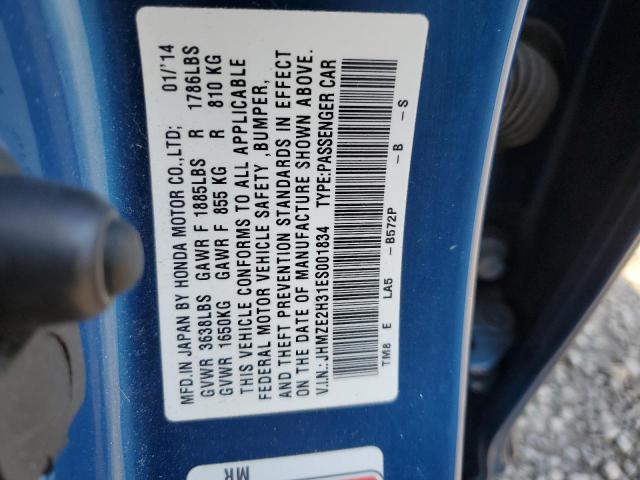 MFD. IN JAPAN BY HONDA MOTOR CO.,LTD; 01/'14
GVWR 3638LBS GAWR F 1885LBS R 1786LBS
GVWR 1650KG GAWR F 855 KG R 810 KG
THIS VEHICLE CONFORMS TO ALL APPLICABLE
FEDERAL MOTOR VEHICLE SAFETY ,BUMPER,
AND THEFT PREVENTION STANDARDS IN EFFECT
ON THE DATE OF MANUFACTURE SHOWN ABOVE.
V.I.N.:JHMZE2H31ES001834 TYPE:PASSENGER CAR
TM8 E LA5 - B572P - B - S